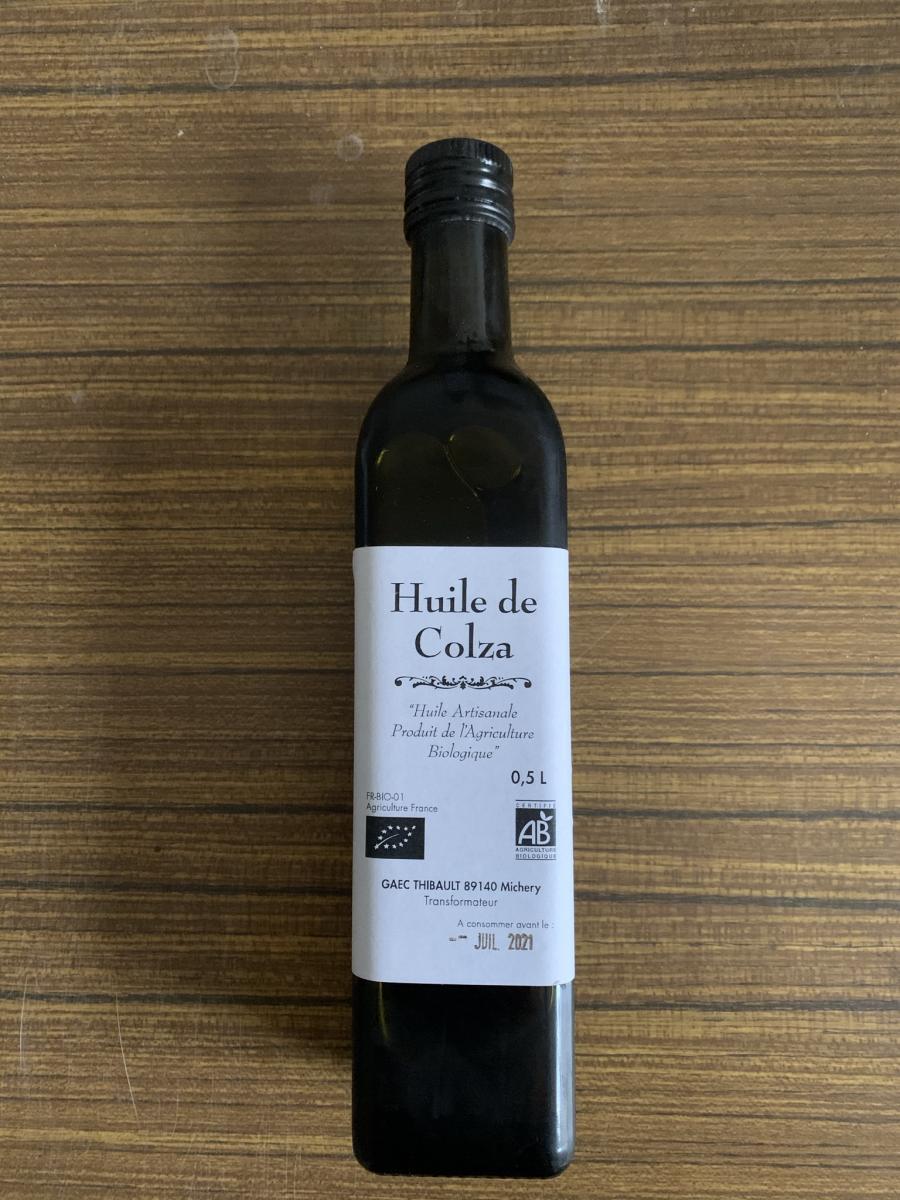 Huile de
Colza
“Huile Artisanale
Produit de l'Agriculture
Biologique”
0,5 L
FR-BIO-01
Agriculture France
CERTIFIÉ
AB
AGRICULTURE
BIOLOGIQUE
GAEC THIBAULT 89140 Michery
Transformateur
A consommer avant le :
-- JUIL. 2021